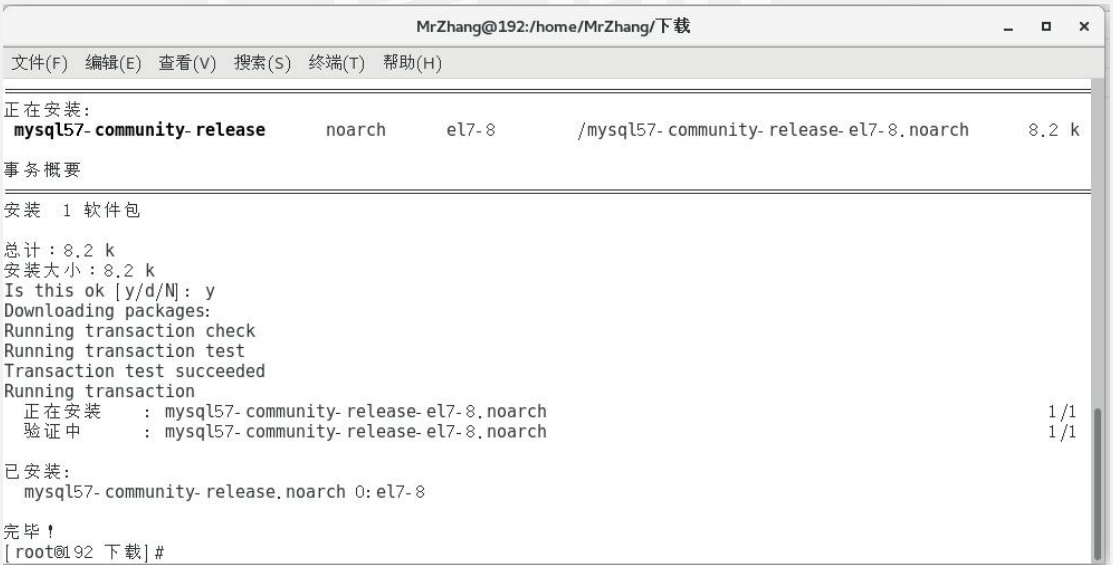 MrZhang@192:/home/MrZhang/下载
文件(F) 编辑(E) 查看(V) 搜索(S) 终端(T) 帮助(H)
正在安装:
mysql57-community-release noarch el7-8 /mysql57-community-release-el7-8.noarch 8.2 k
事务概要
安装 1 软件包
总计：8.2 k
安装大小：8.2 k
Is this ok [y/d/N]: y
Downloading packages:
Running transaction check
Running transaction test
Transaction test succeeded
Running transaction
正在安装 : mysql57-community-release-el7-8.noarch 1/1
验证中 : mysql57-community-release-el7-8.noarch 1/1
已安装:
mysql57-community-release.noarch 0:el7-8
完毕！
[root@192 下载]#